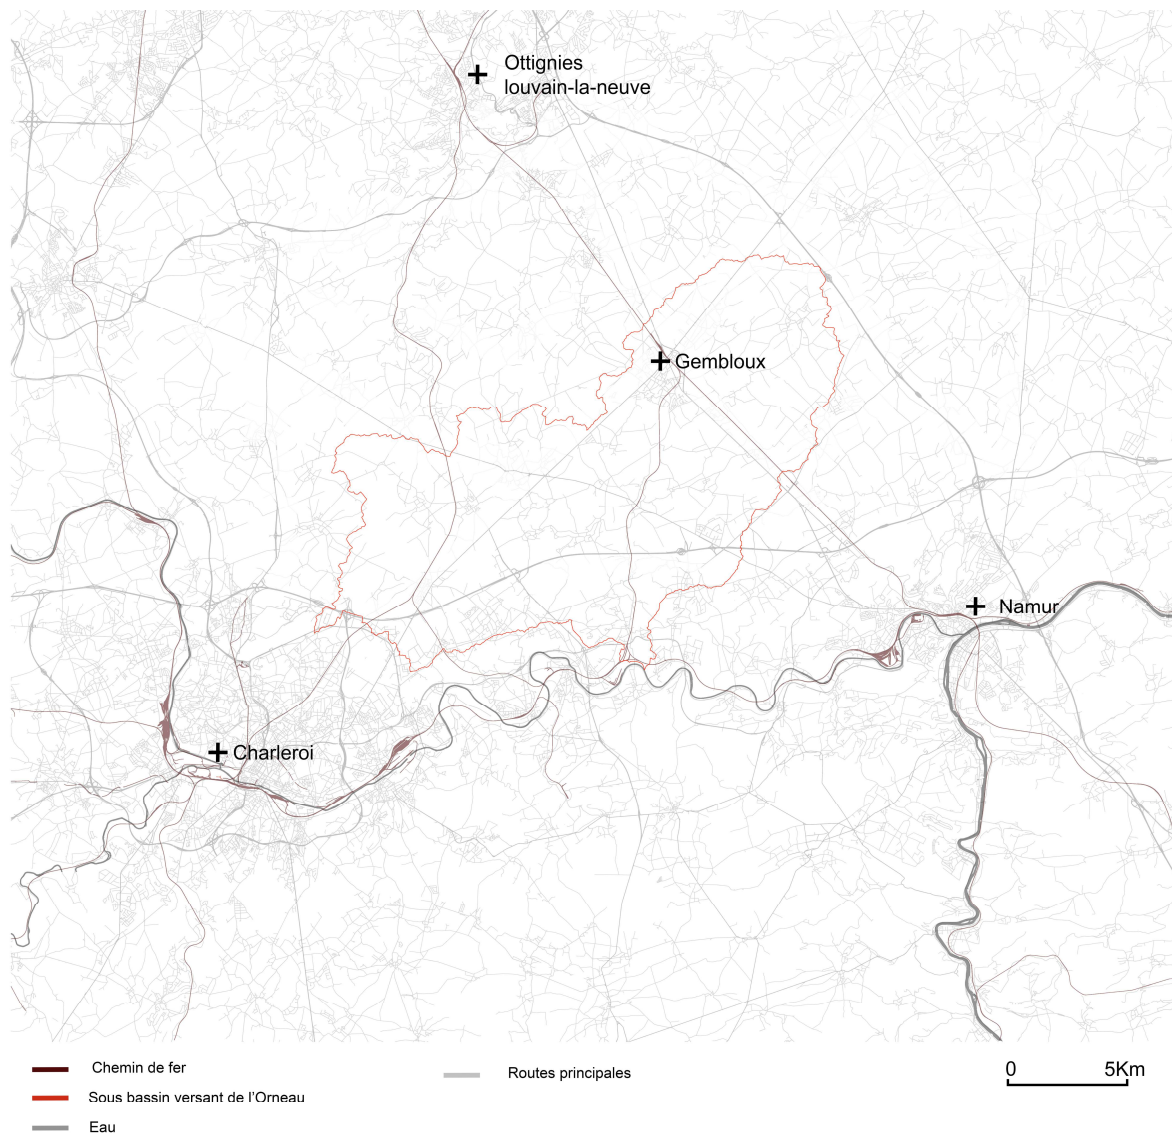 Ottignies
louvain-la-neuve
Gembloux
Namur
Charleroi
Chemin de fer
Routes principales
0 5Km
Sous bassin versant de l'Orneau
Eau